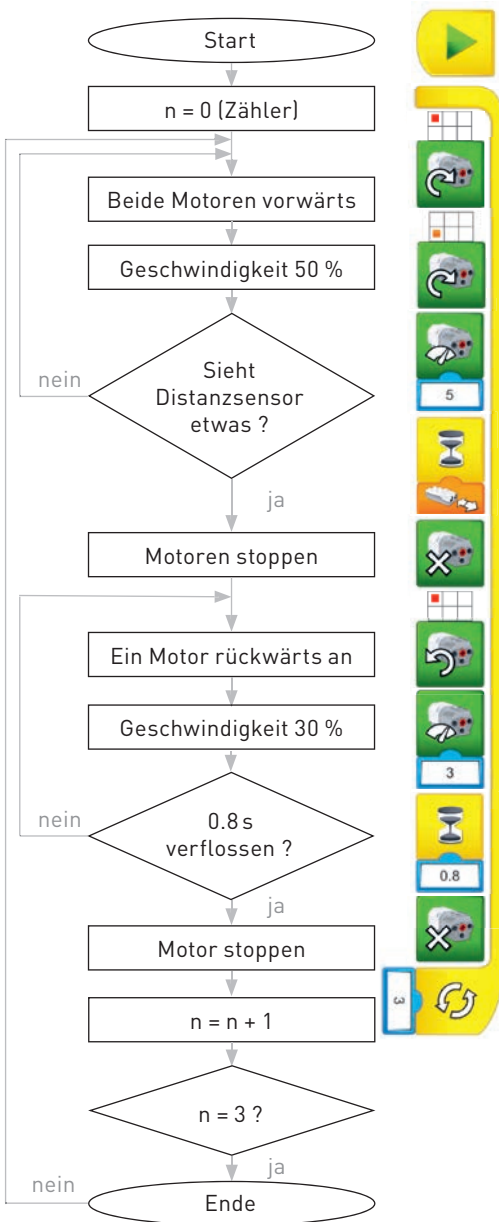 Start
n = 0 (Zähler)
Beide Motoren vorwärts
Geschwindigkeit 50 %
Sieht
Distanzsensor
etwas ?
nein
ja
Motoren stoppen
Ein Motor rückwärts an
Geschwindigkeit 30 %
0.8 s
verflossen ?
nein
ja
Motor stoppen
n = n + 1
n = 3 ?
nein
ja
Ende
5
3
0.8
3